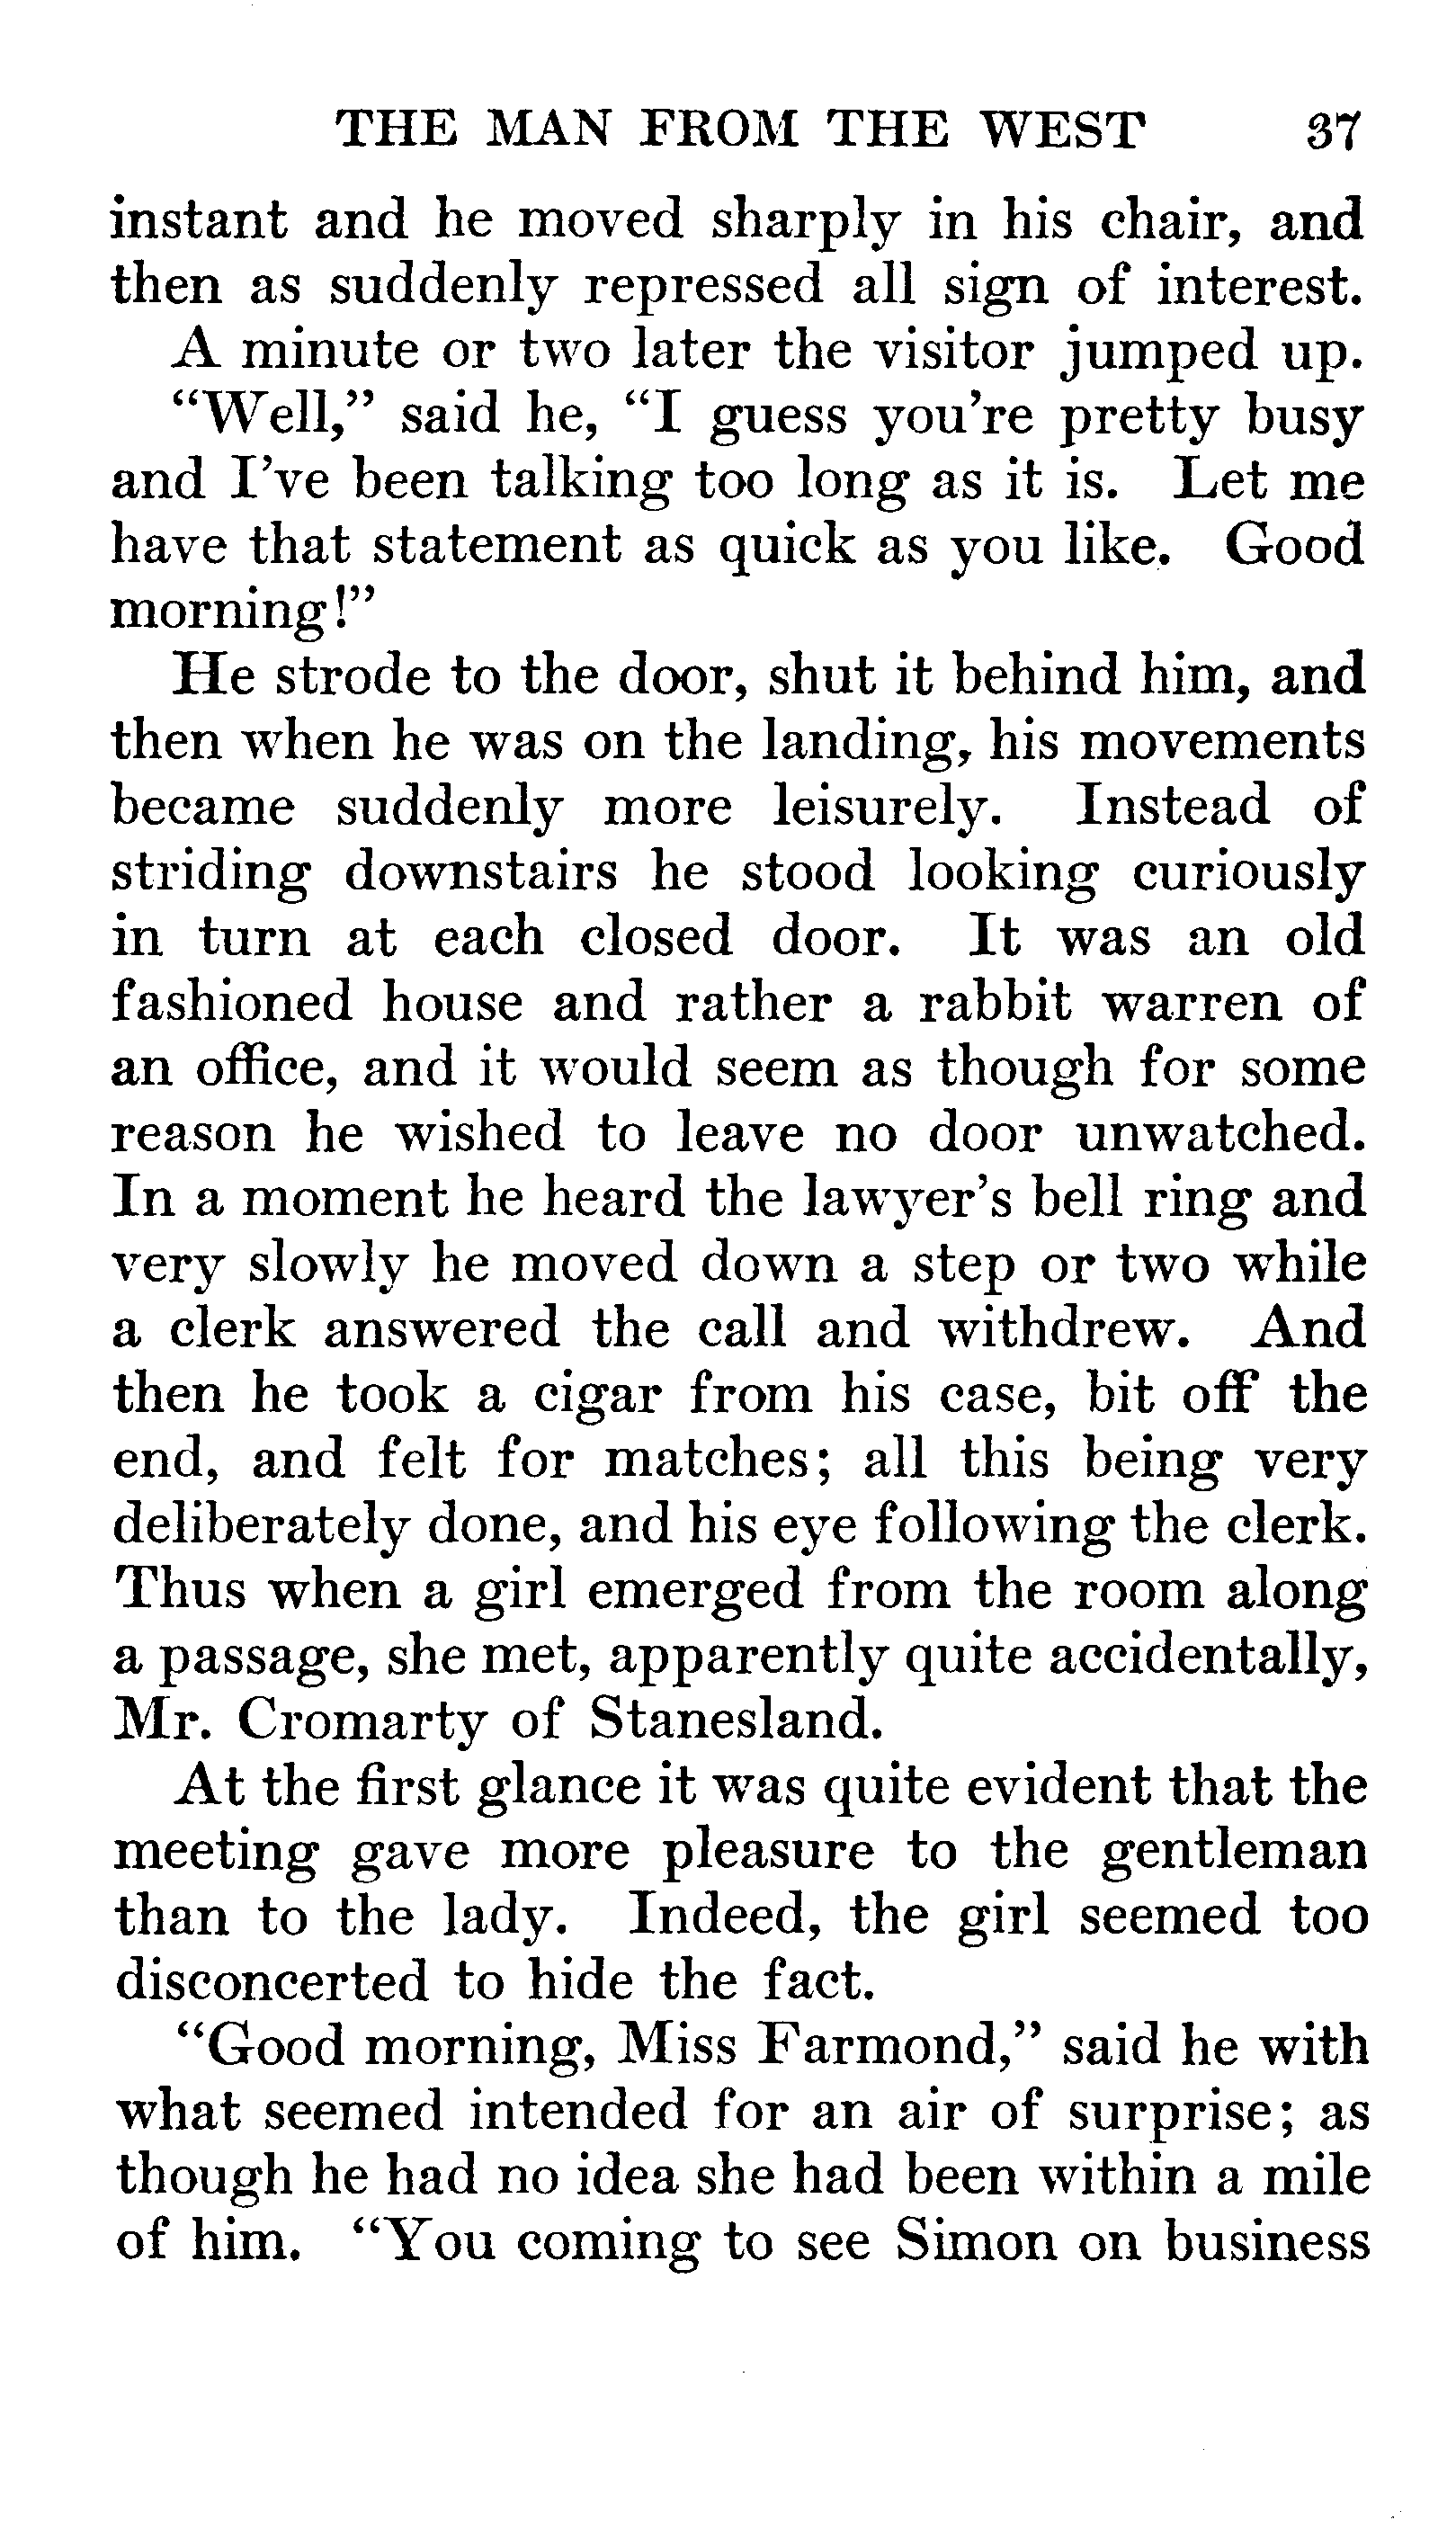 THE MAN FROM THE WEST 37
instant and he moved sharply in his chair, and
then as suddenly repressed all sign of interest.
A minute or two later the visitor jumped up.
“Well,” said he, “I guess you’re pretty busy
and I’ve been talking too long as it is. Let me
have that statement as quick as you like. Good
morning!”
He strode to the door, shut it behind him, and
then when he was on the landing, his movements
became suddenly more leisurely. Instead of
striding downstairs he stood looking curiously
in turn at each closed door. It was an old
fashioned house and rather a rabbit warren of
an office, and it would seem as though for some
reason he wished to leave no door unwatched.
In a moment he heard the lawyer’s bell ring and
very slowly he moved down a step or two while
a clerk answered the call and withdrew. And
then he took a cigar from his case, bit off the
end, and felt for matches; all this being very
deliberately done, and his eye following the clerk.
Thus when a girl emerged from the room along
a passage, she met, apparently quite accidentally,
Mr. Cromarty of Stanesland.
At the first glance it was quite evident that the
meeting gave more pleasure to the gentleman
than to the lady. Indeed, the girl seemed too
disconcerted to hide the fact.
“Good morning, Miss Farmond,” said he with
what seemed intended for an air of surprise; as
though he had no idea she had been within a mile
of him. “You coming to see Simon on business